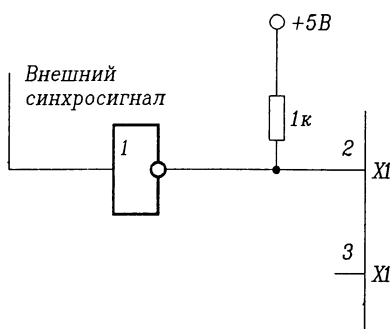 +5В
Внешний
синхросигнал
1к
1
2
X1
3
X1